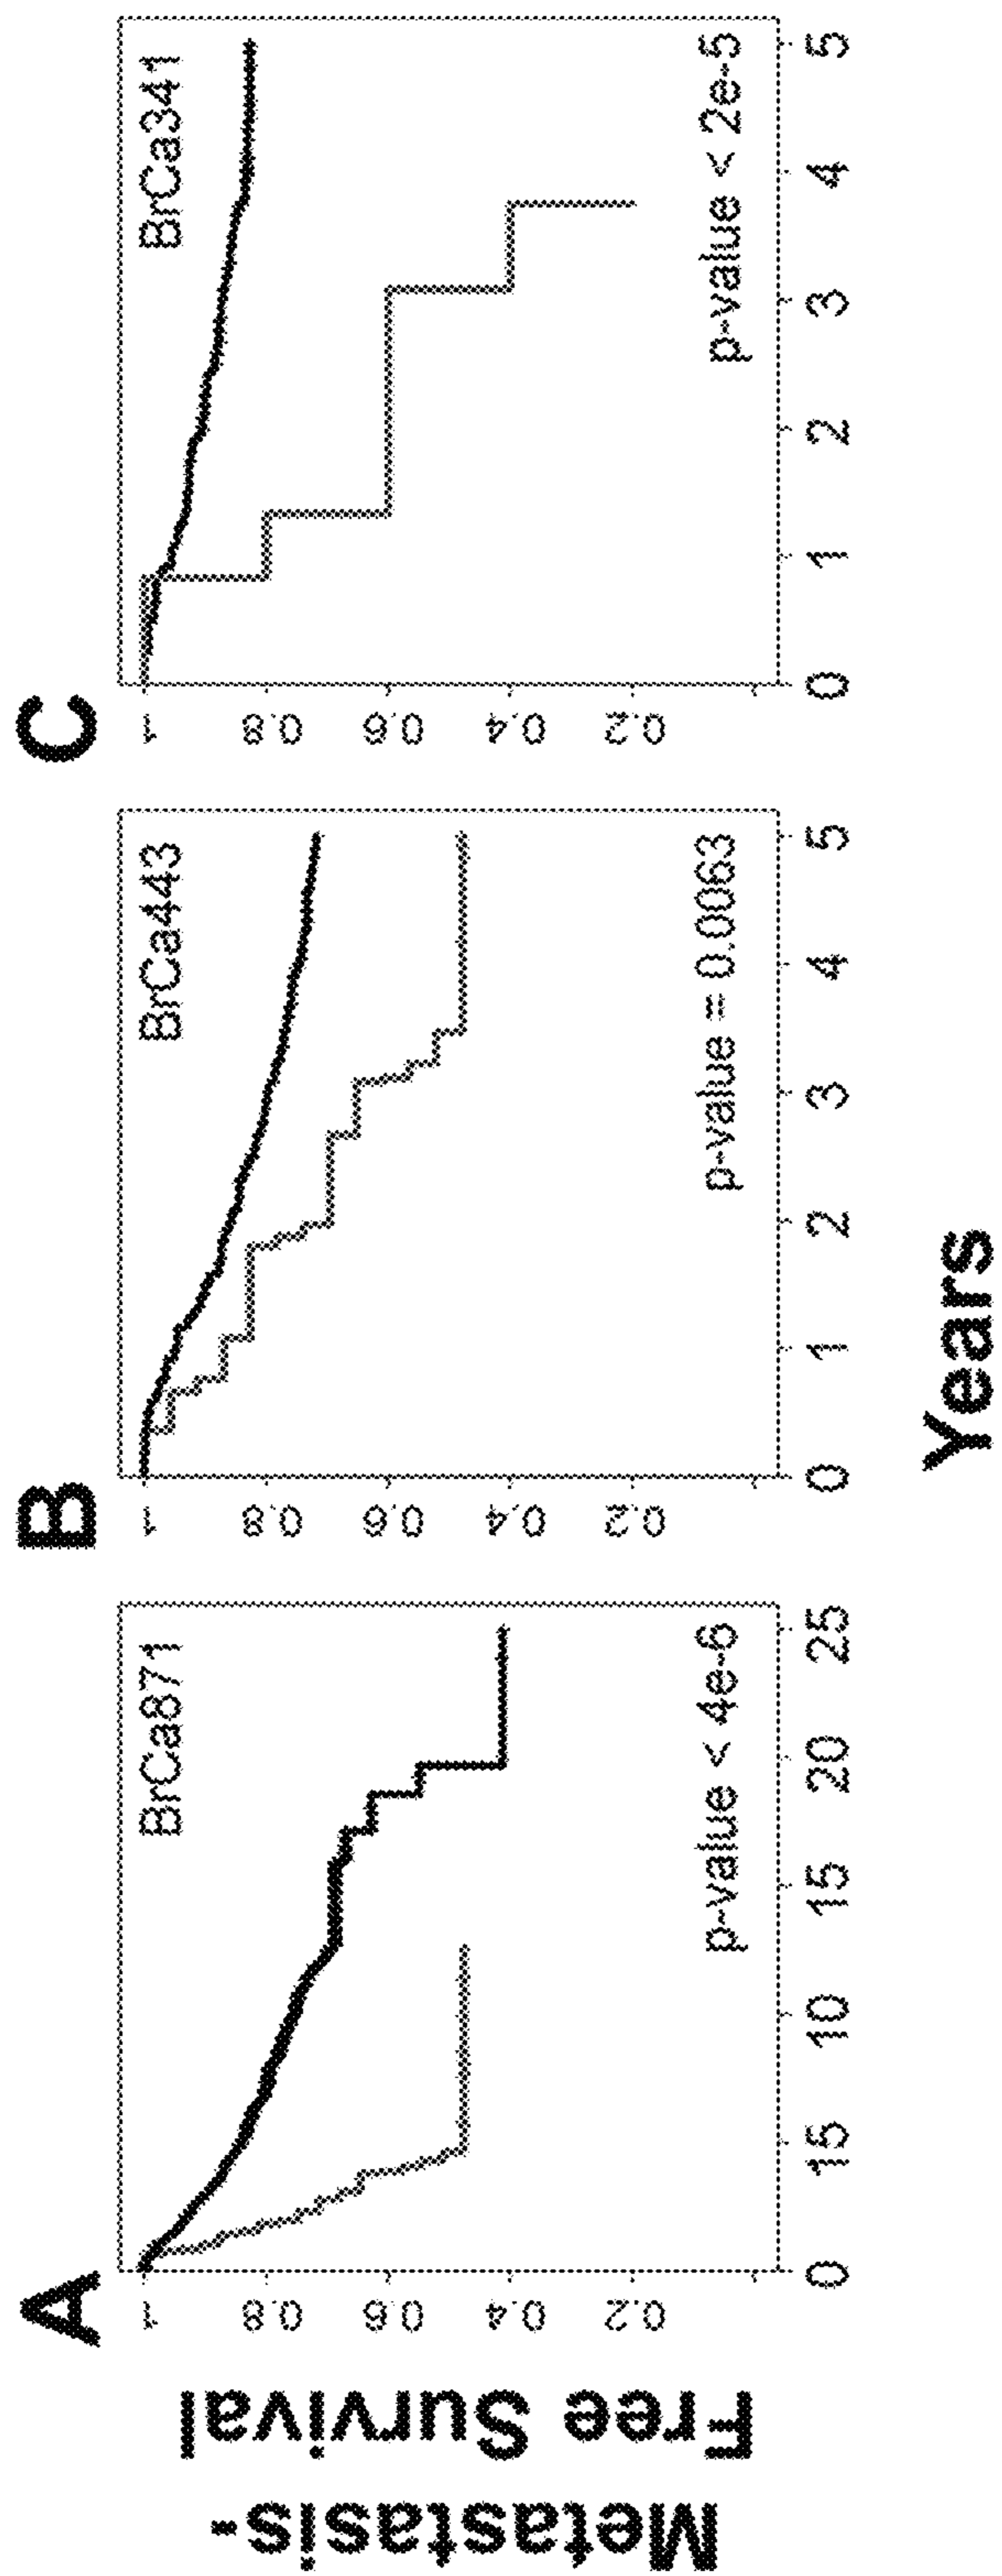 A
BrCa871
1
0.8
0.6
0.4
0.2
p-value < 4e-6
0 15 10 15 20 25
B
BrCa443
1
0.8
0.6
0.4
0.2
p-value = 0.0063
0 1 2 3 4 5
C
BrCa341
1
0.8
0.6
0.4
0.2
p-value < 2e-5
0 1 2 3 4 5
Metastasis-
Free Survival
Years